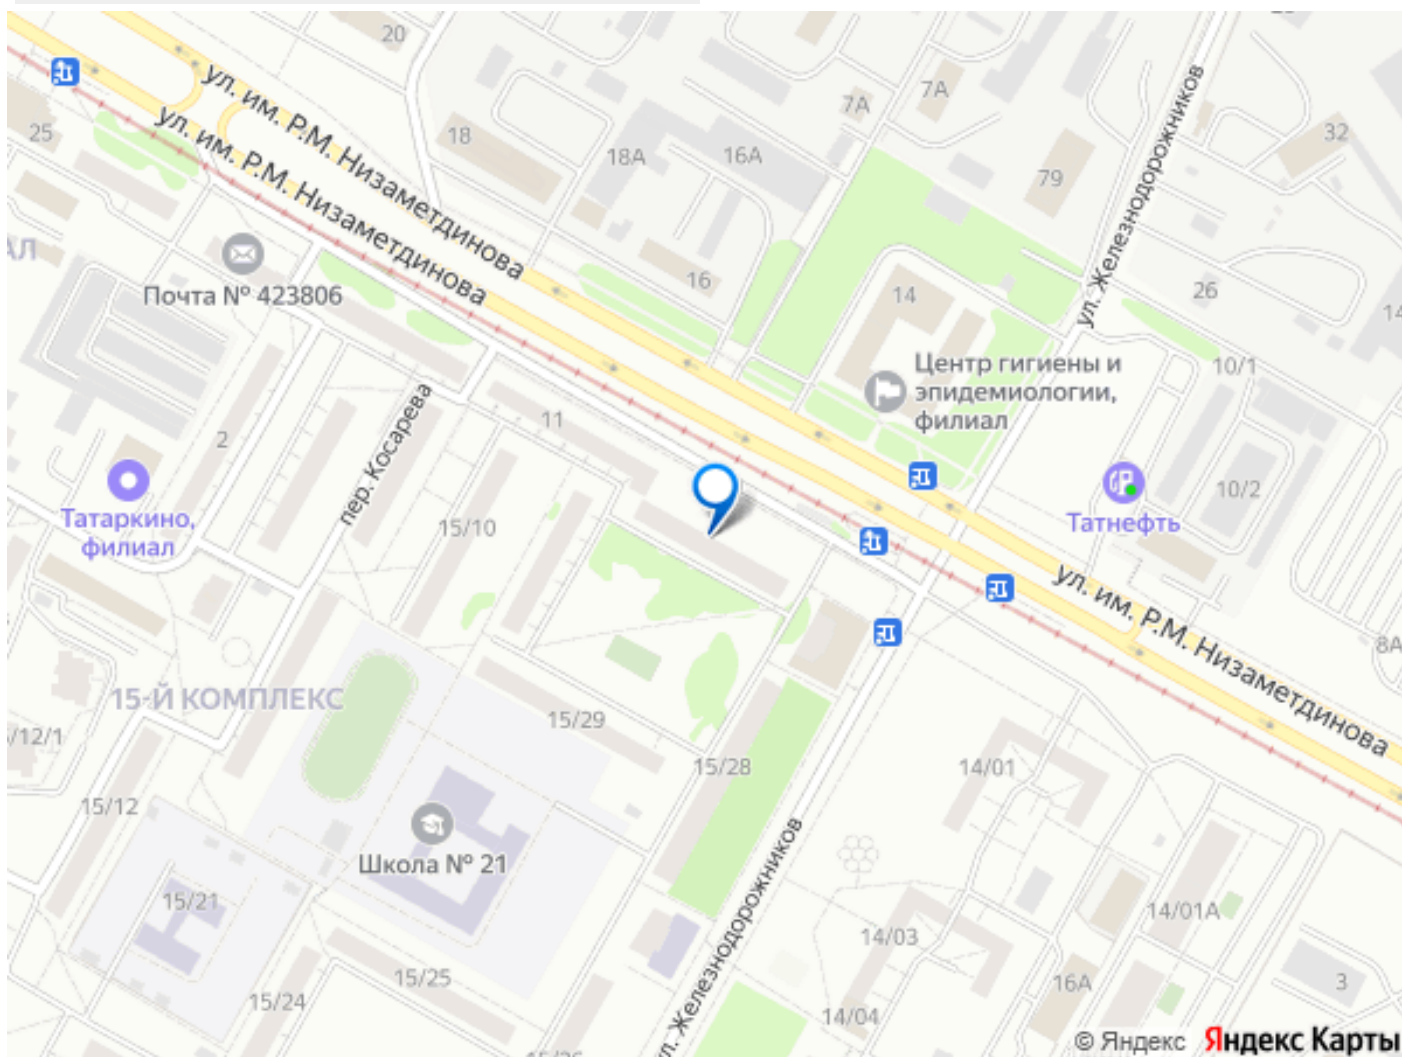 20
ул. им. Р.М. Низаметдинова
ул. им. Р.М. Низаметдинова
7А
7А
ул. Железнодорожников
32
25
18
18А
16А
79
АЛ
Почта № 423806
16
14
26
14
Центр гигиены и
эпидемиологии,
филиал
10/1
11
2
пер. Косарева
10/2
Татаркино,
филиал
15/10
Татнефть
ул. им. Р.М. Низаметдинова
8А
15-Й КОМПЛЕКС
15/29
/12/1
15/28
14/01
15/12
Школа № 21
15/21
ул. Железнодорожников
14/01А
14/03
15/25
15/24
16А
3
14/04
© Яндекс Яндекс Карты